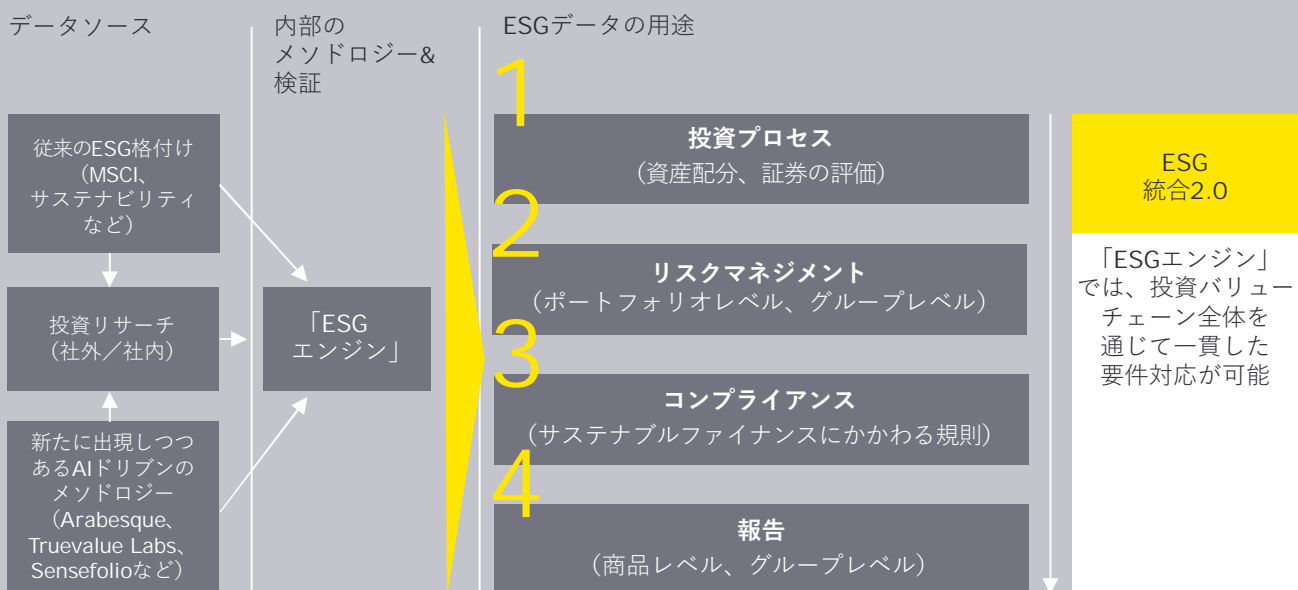 データソース
従来のESG格付け
（MSCI、
サステナビリティ
など）
投資リサーチ
（社外／社内）
新たに出現しつつ
あるAIドリブンの
メソドロジー
（Arabesque、
Truevalue Labs、
Sensefolioなど）
内部の
メソドロジー&
検証
「ESG
エンジン」
ESGデータの用途
1
投資プロセス
（資産配分、証券の評価）
2
リスクマネジメント
（ポートフォリオレベル、グループレベル）
3
コンプライアンス
（サステナブルファイナンスにかかわる規則）
4
報告
（商品レベル、グループレベル）
ESG
統合2.0
「ESGエンジン」
では、投資バリュー
チェーン全体を
通じて一貫した
要件対応が可能